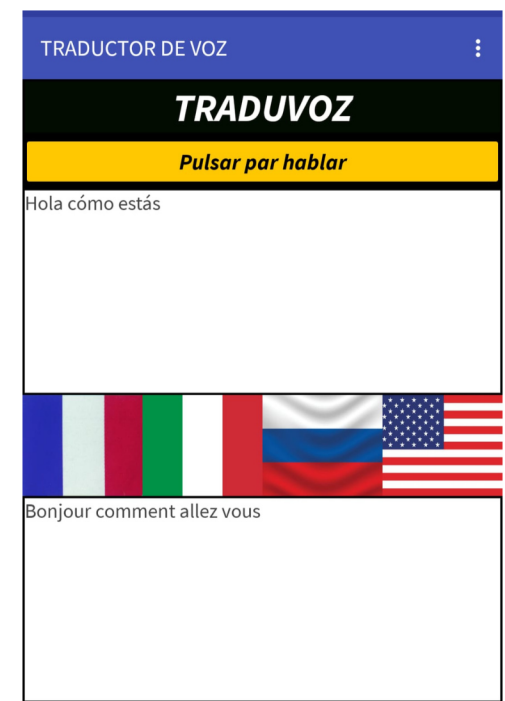 TRADUCTOR DE VOZ
TRADUVOZ
Pulsar par hablar
Hola cómo estás
Bonjour comment allez vous